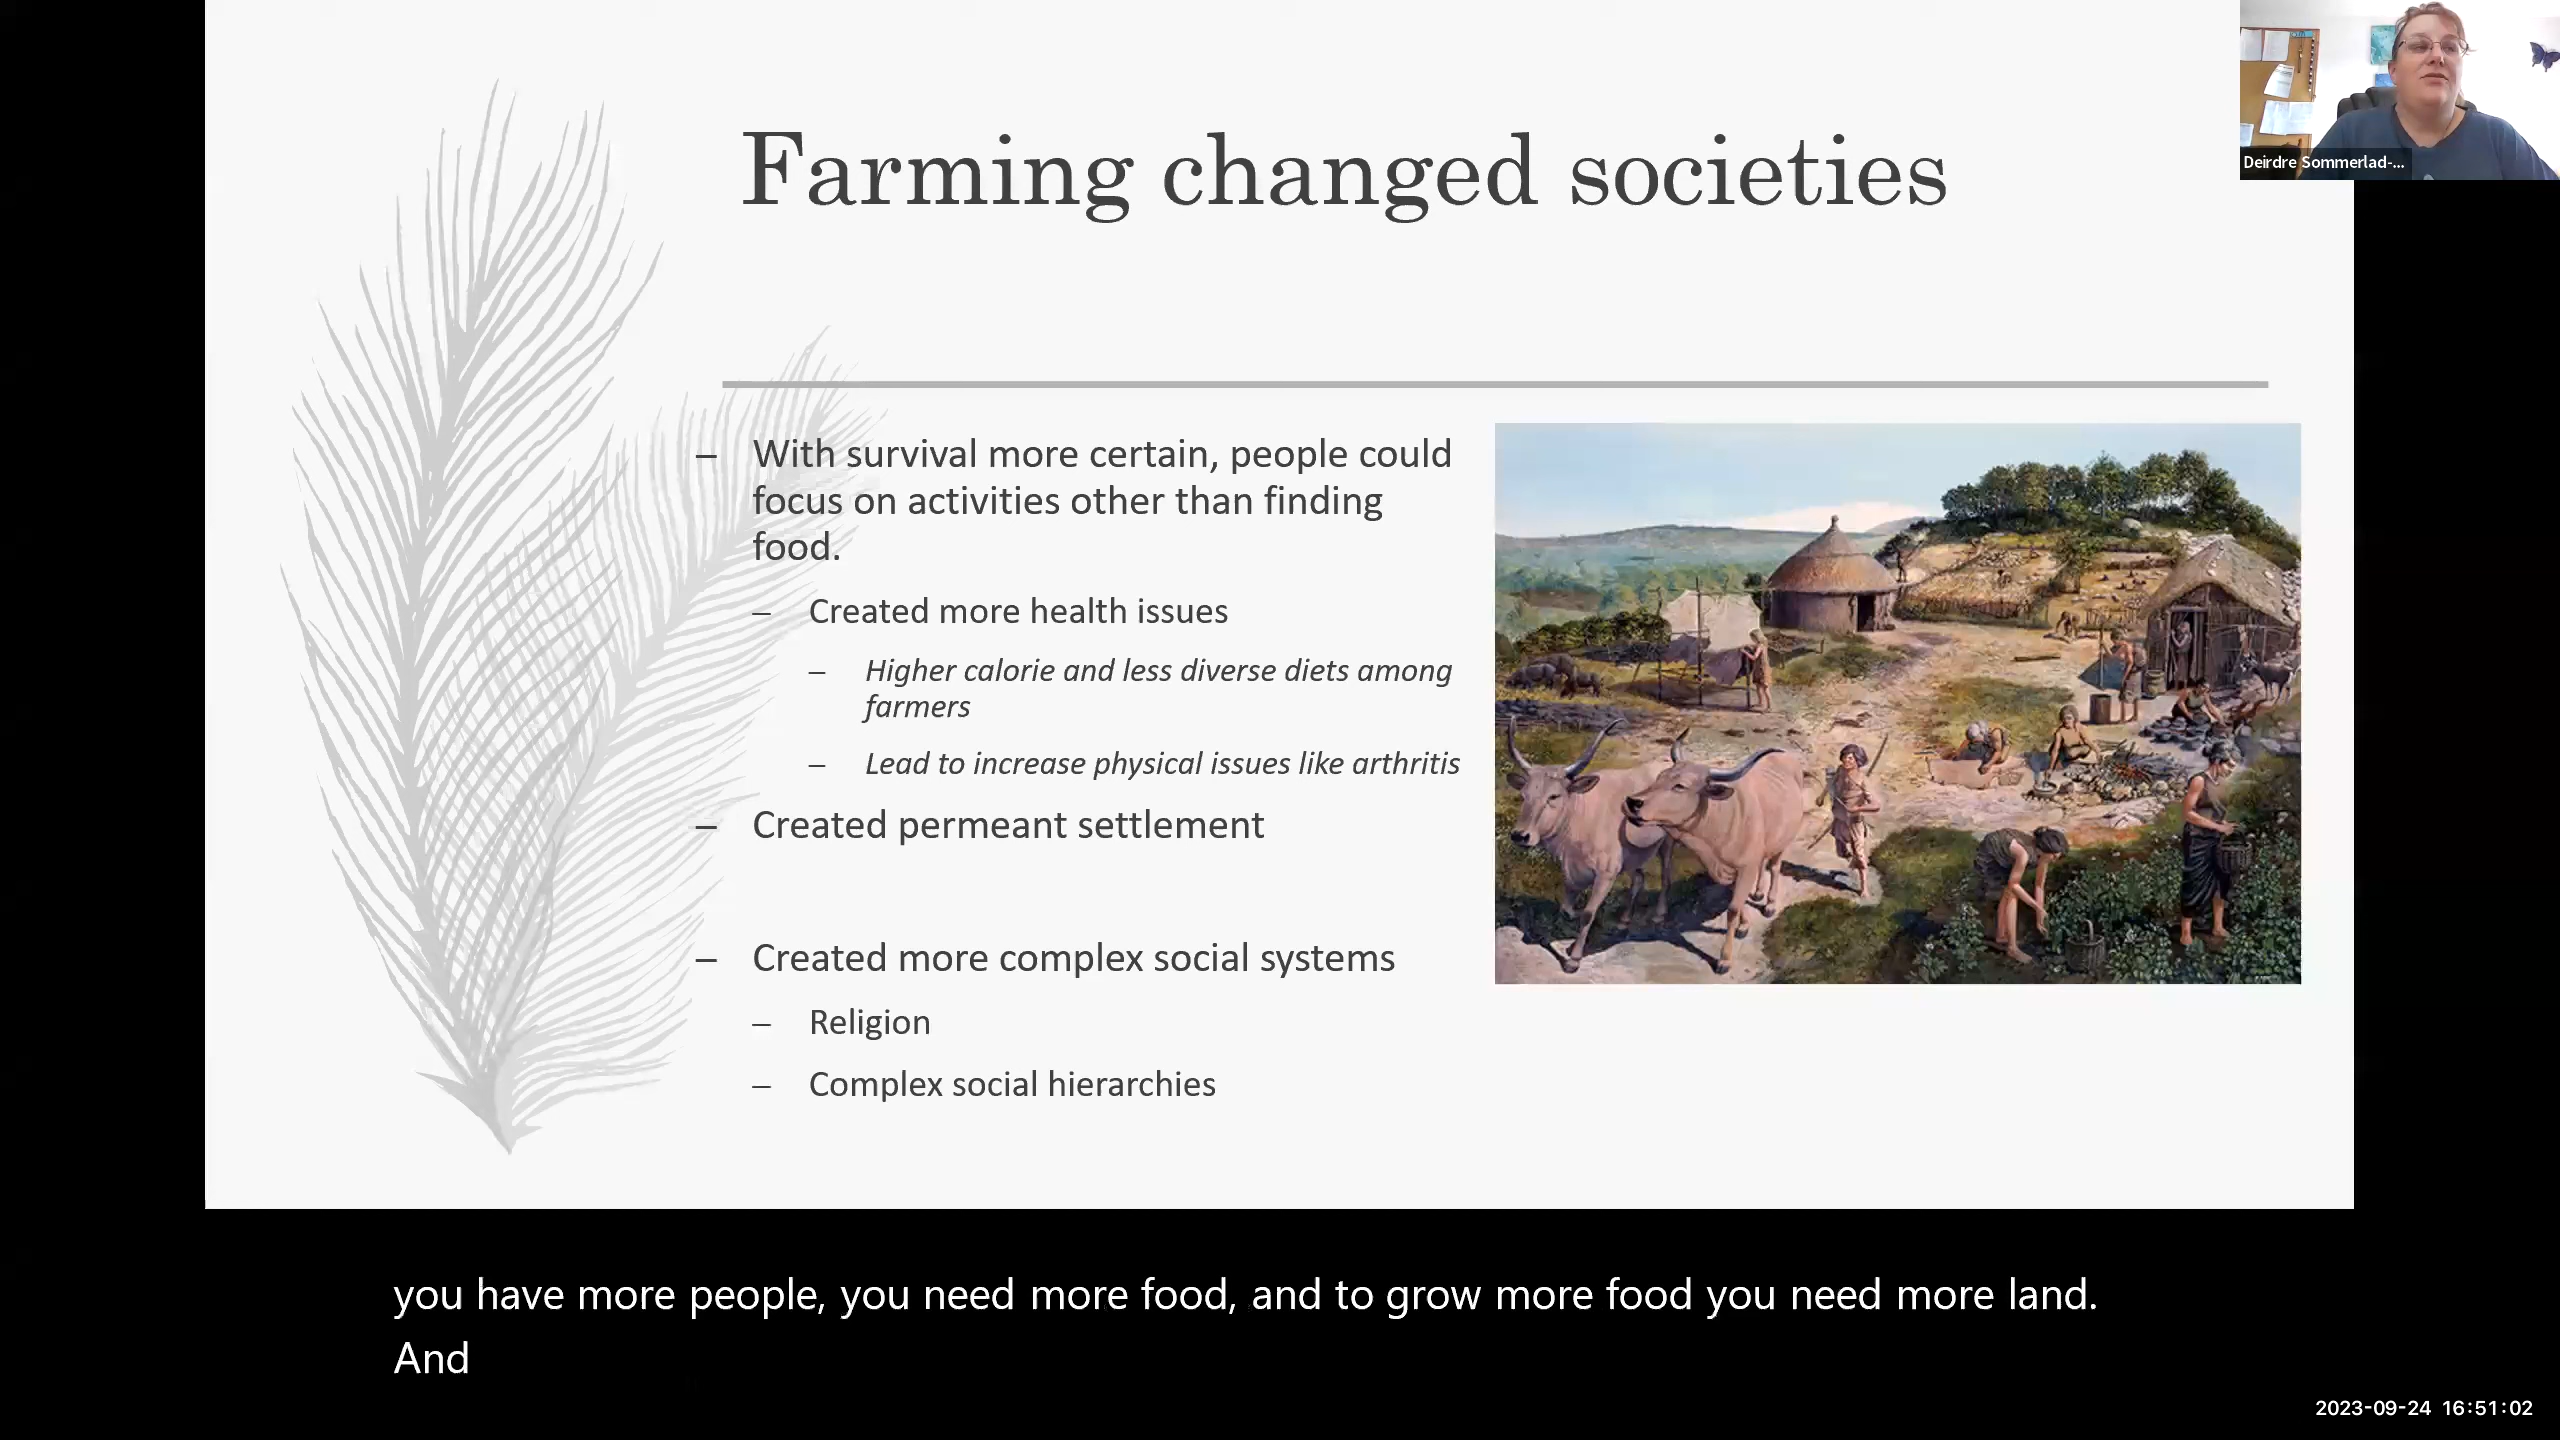 Farming changed societies
Deirdre Sommerlad-...
– With survival more certain, people could
focus on activities other than finding
food.
– Created more health issues
– Higher calorie and less diverse diets among
farmers
– Lead to increase physical issues like arthritis
– Created permeant settlement
– Created more complex social systems
– Religion
– Complex social hierarchies
you have more people, you need more food, and to grow more food you need more land.
And
2023-09-24 16:51:02